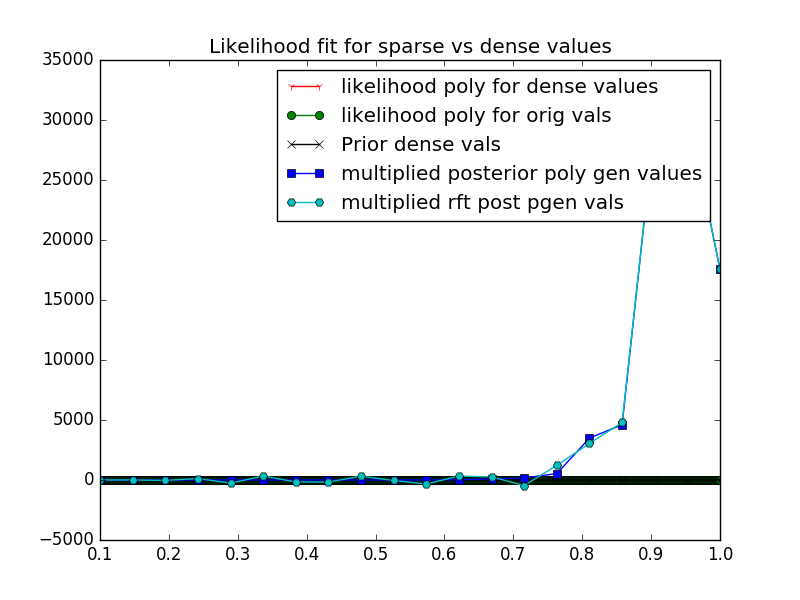 Likelihood fit for sparse vs dense values
35000
30000
25000
20000
15000
10000
5000
0
−5000
likelihood poly for dense values
likelihood poly for orig vals
Prior dense vals
multiplied posterior poly gen values
multiplied rft post pgen vals
0.1 0.2 0.3 0.4 0.5 0.6 0.7 0.8 0.9 1.0